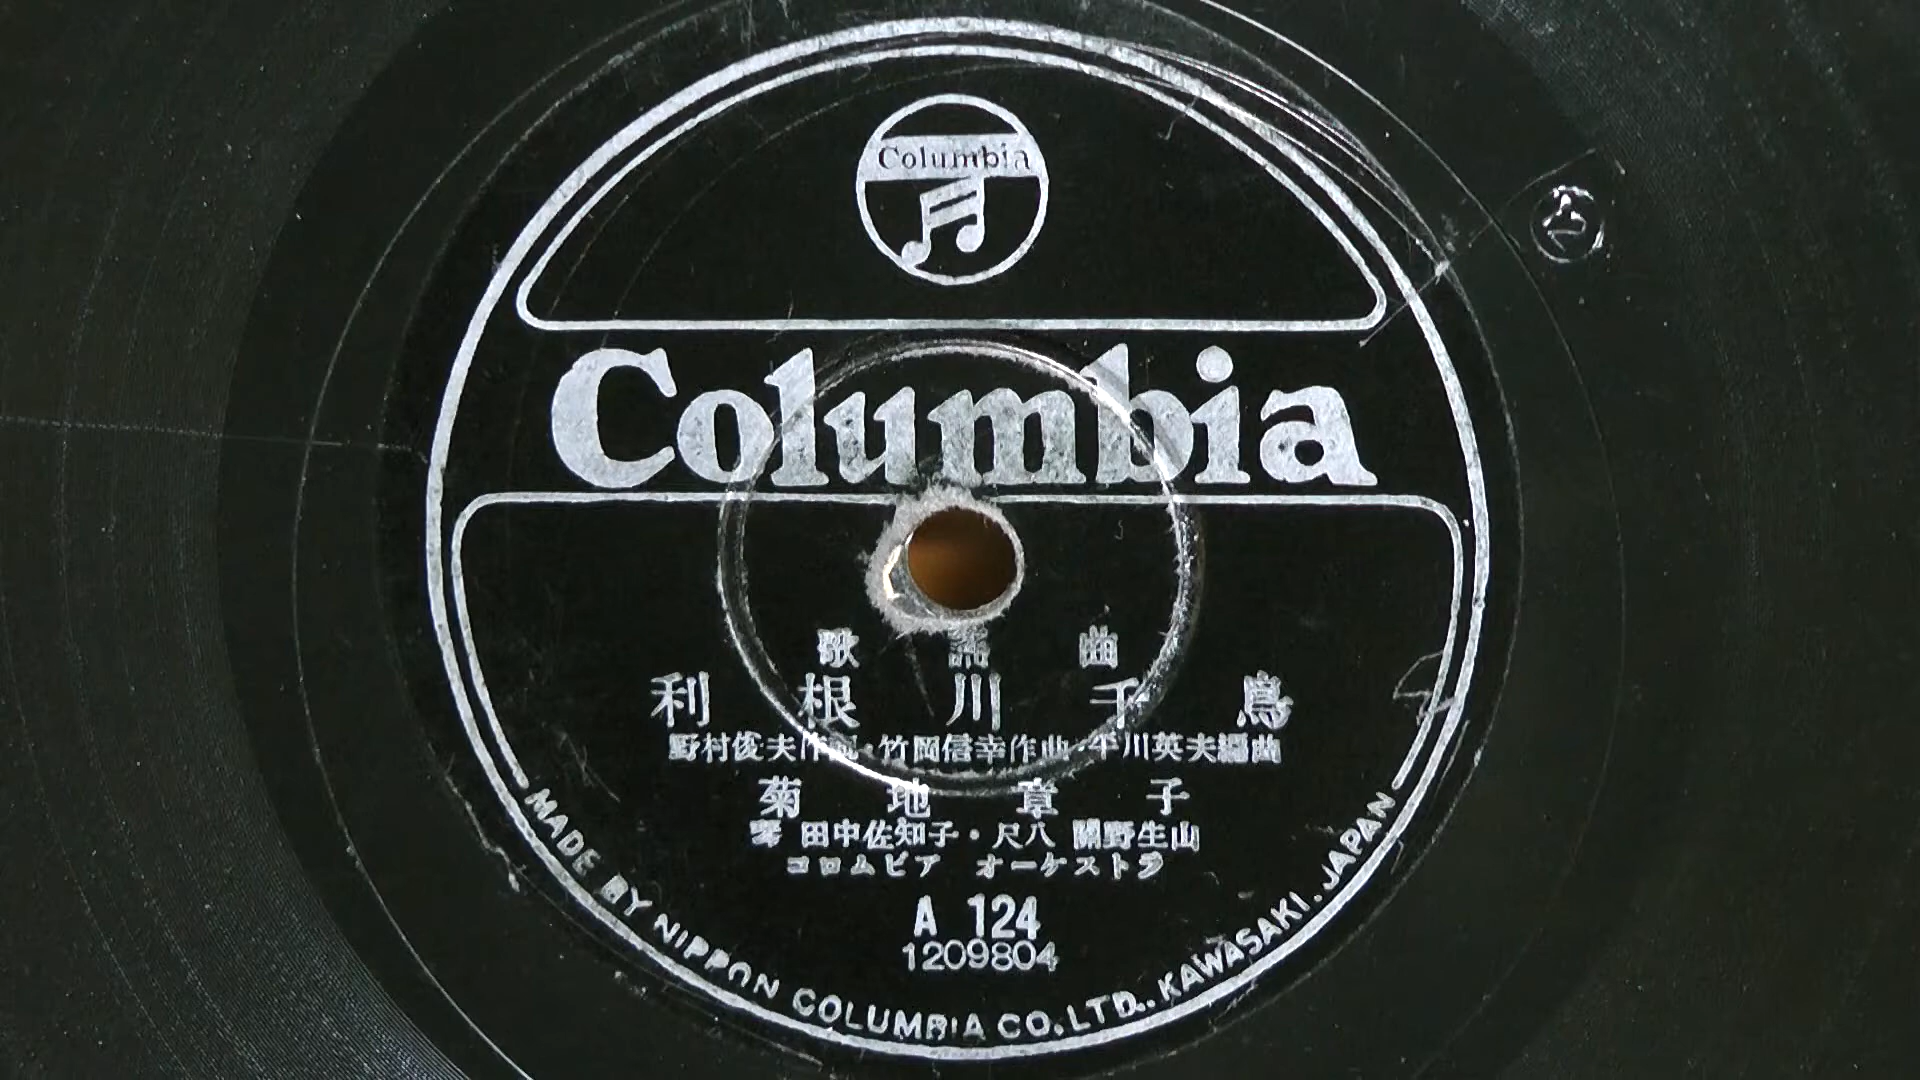 Columbia
Columbia
歌謡曲
利根川千鳥
野村俊夫作詞・竹岡信幸作曲・平川英夫編曲
菊地章子
琴 田中佐知子・尺八 關野生山
コロムビア オーケストラ
A 124
1209804
MADE BY NIPPON COLUMBIA CO., LTD., KAWASAKI, JAPAN